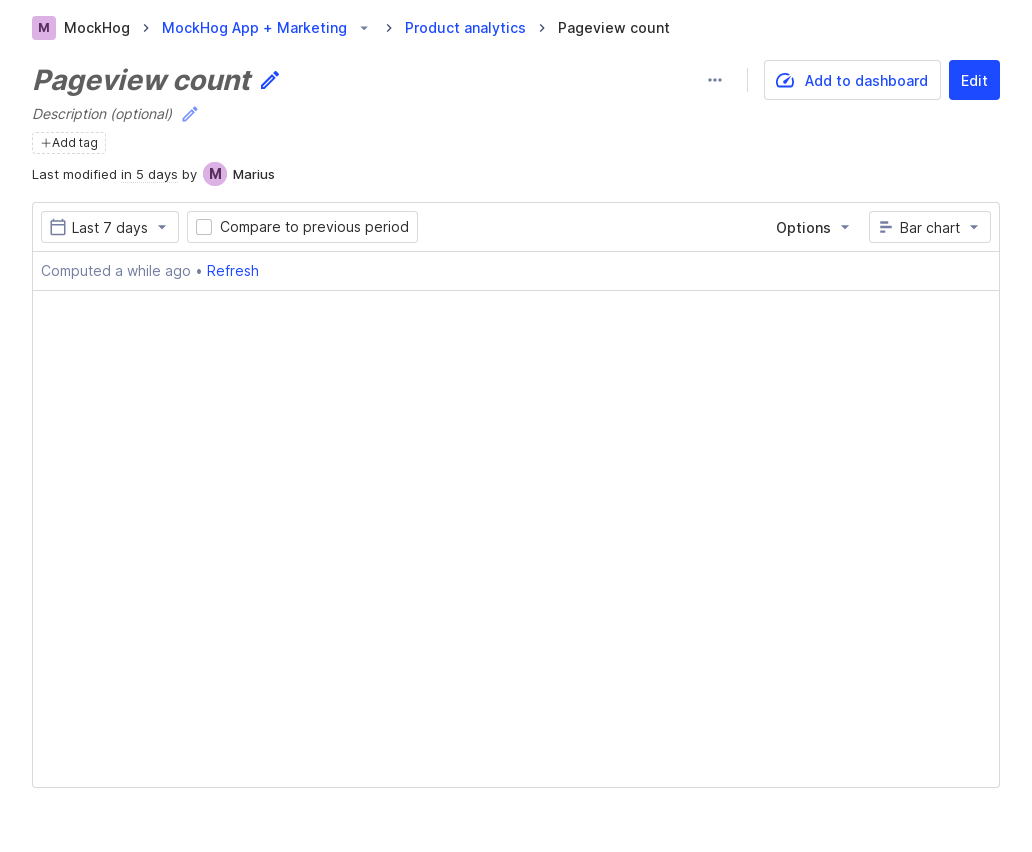 M MockHog MockHog App + Marketing Product analytics Pageview count
Pageview count
Add to dashboard Edit
Description (optional)
Add tag
Last modified in 5 days by M Marius
Last 7 days Compare to previous period Options Bar chart
Computed a while ago • Refresh